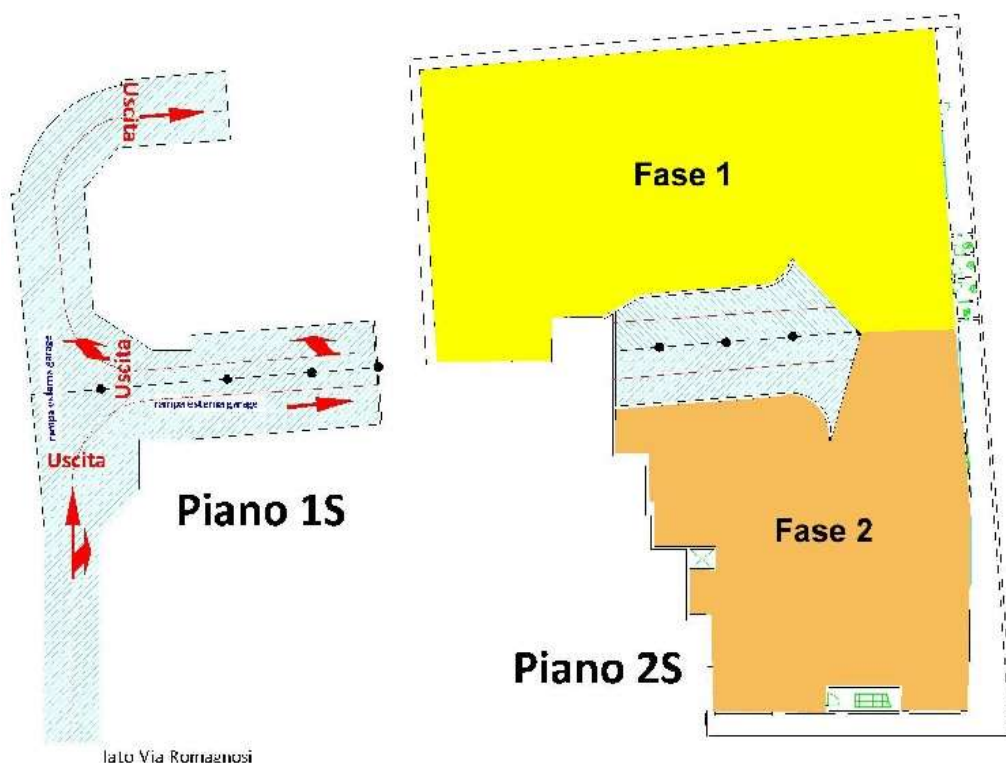 Uscita
Fase 1
Uscita
rampa esterna garage
rampa esterna garage
Uscita
Piano 1S
Fase 2
Piano 2S
lato Via Romagnosi